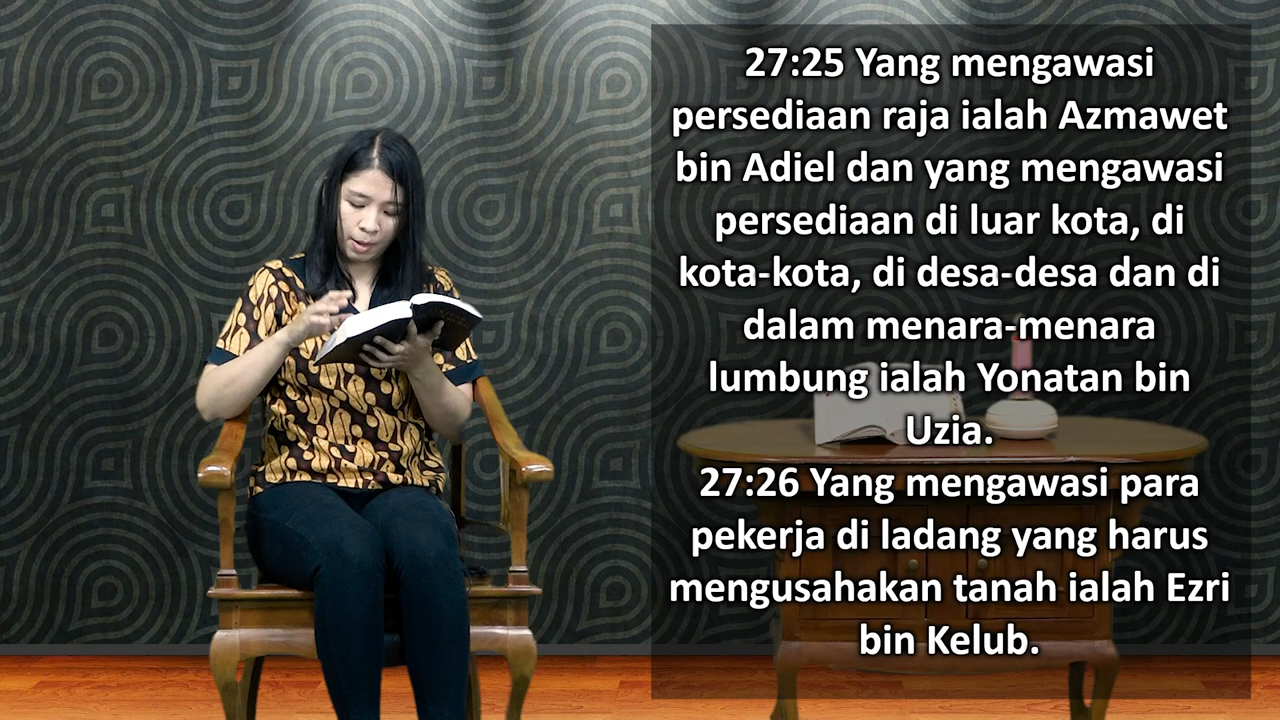 27:25 Yang mengawasi
persediaan raja ialah Azmawet
bin Adiel dan yang mengawasi
persediaan di luar kota, di
kota-kota, di desa-desa dan di
dalam menara-menara
lumbung ialah Yonatan bin
Uzia.
27:26 Yang mengawasi para
pekerja di ladang yang harus
mengusahakan tanah ialah Ezri
bin Kelub.